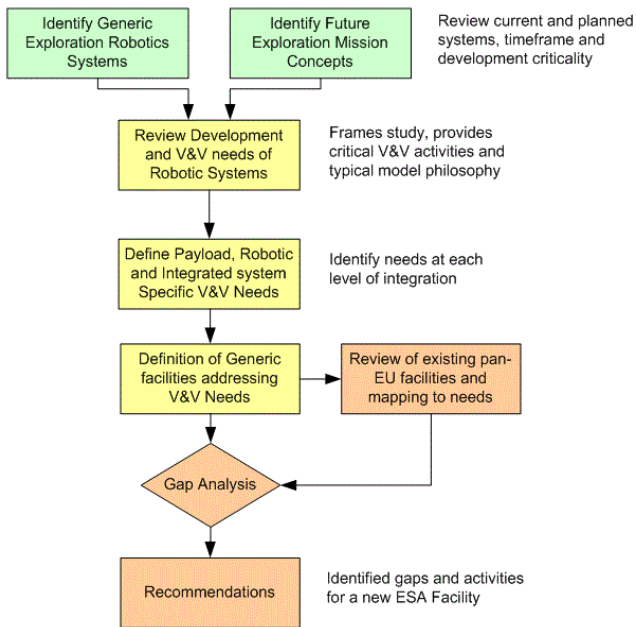 Identify Generic
Exploration Robotics
Systems
Identify Future
Exploration Mission
Concepts
Review current and planned
systems, timeframe and
development criticality
Review Development
and V&V needs of
Robotic Systems
Frames study, provides
critical V&V activities and
typical model philosophy
Define Payload, Robotic
and Integrated system
Specific V&V Needs
Identify needs at each
level of integration
Definition of Generic
facilities addressing
V&V Needs
Review of existing pan-
EU facilities and
mapping to needs
Gap Analysis
Recommendations
Identified gaps and activities
for a new ESA Facility